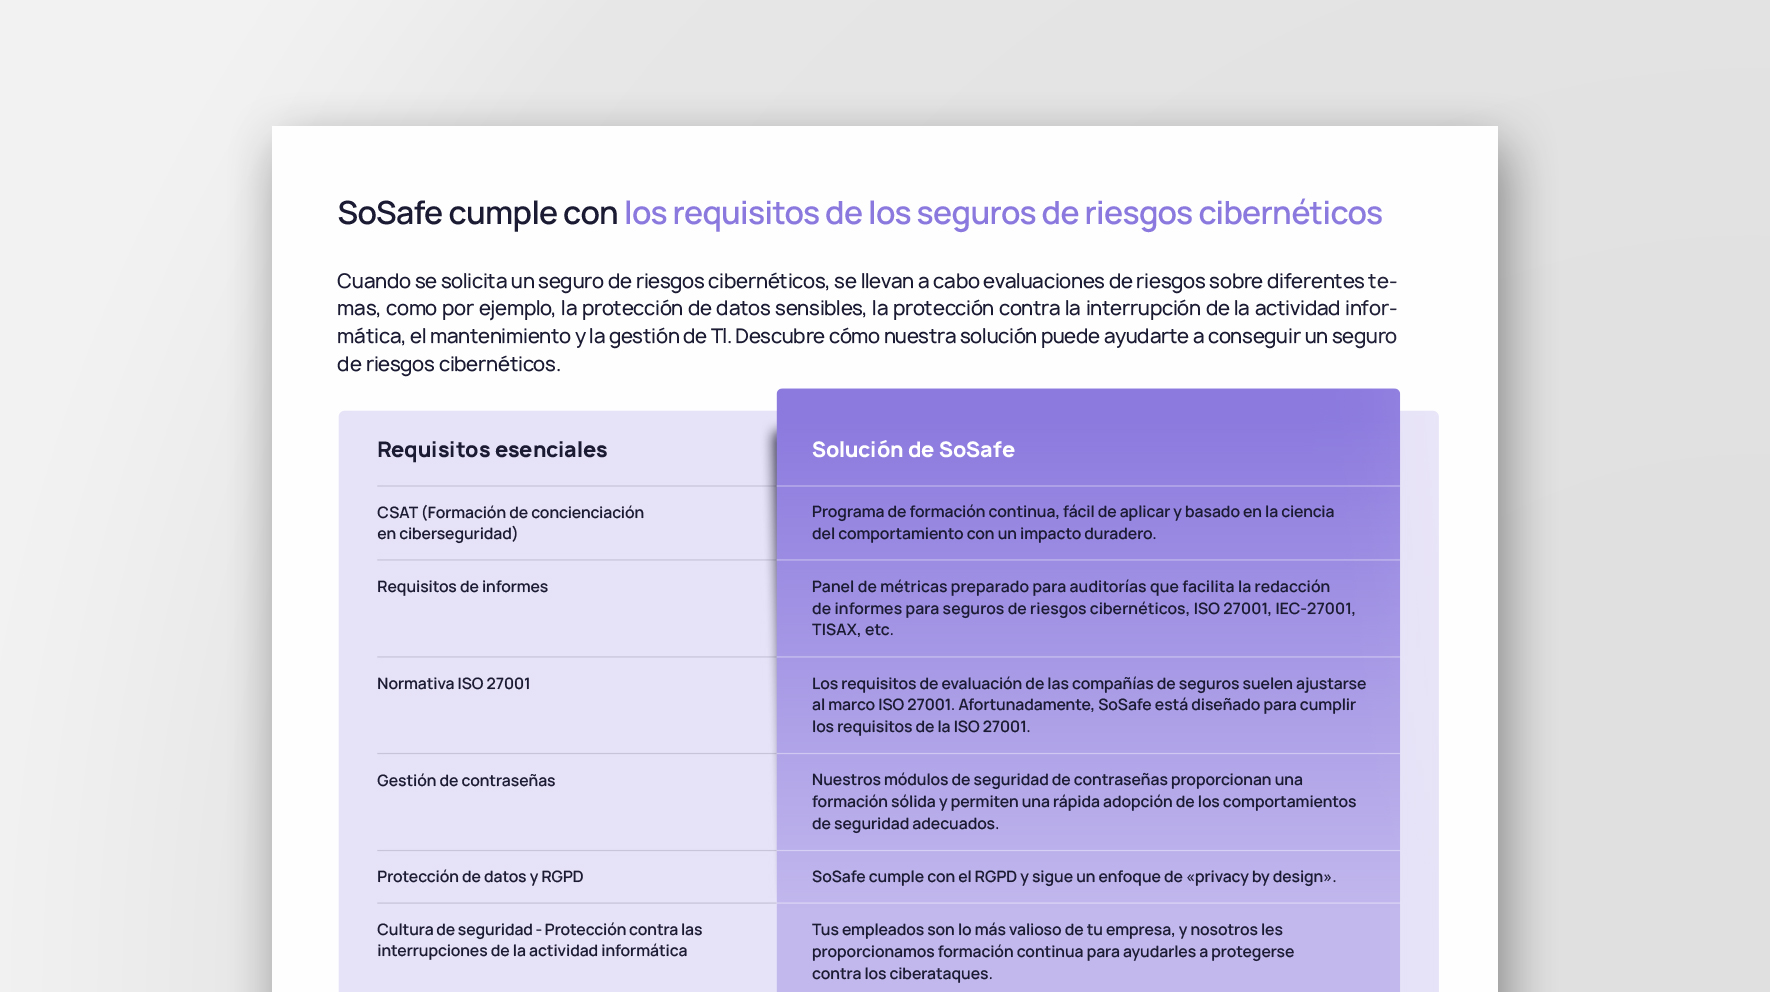 SoSafe cumple con los requisitos de los seguros de riesgos cibernéticos
Cuando se solicita un seguro de riesgos cibernéticos, se llevan a cabo evaluaciones de riesgos sobre diferentes te-
mas, como por ejemplo, la protección de datos sensibles, la protección contra la interrupción de la actividad infor-
mática, el mantenimiento y la gestión de TI. Descubre cómo nuestra solución puede ayudarte a conseguir un seguro
de riesgos cibernéticos.
Requisitos esenciales
Solución de SoSafe
CSAT (Formación de concienciación
en ciberseguridad)
Programa de formación continua, fácil de aplicar y basado en la ciencia
del comportamiento con un impacto duradero.
Requisitos de informes
Panel de métricas preparado para auditorías que facilita la redacción
de informes para seguros de riesgos cibernéticos, ISO 27001, IEC-27001,
TISAX, etc.
Normativa ISO 27001
Los requisitos de evaluación de las compañías de seguros suelen ajustarse
al marco ISO 27001. Afortunadamente, SoSafe está diseñado para cumplir
los requisitos de la ISO 27001.
Gestión de contraseñas
Nuestros módulos de seguridad de contraseñas proporcionan una
formación sólida y permiten una rápida adopción de los comportamientos
de seguridad adecuados.
Protección de datos y RGPD
SoSafe cumple con el RGPD y sigue un enfoque de «privacy by design».
Cultura de seguridad - Protección contra las
interrupciones de la actividad informática
Tus empleados son lo más valioso de tu empresa, y nosotros les
proporcionamos formación continua para ayudarles a protegerse
contra los ciberataques.